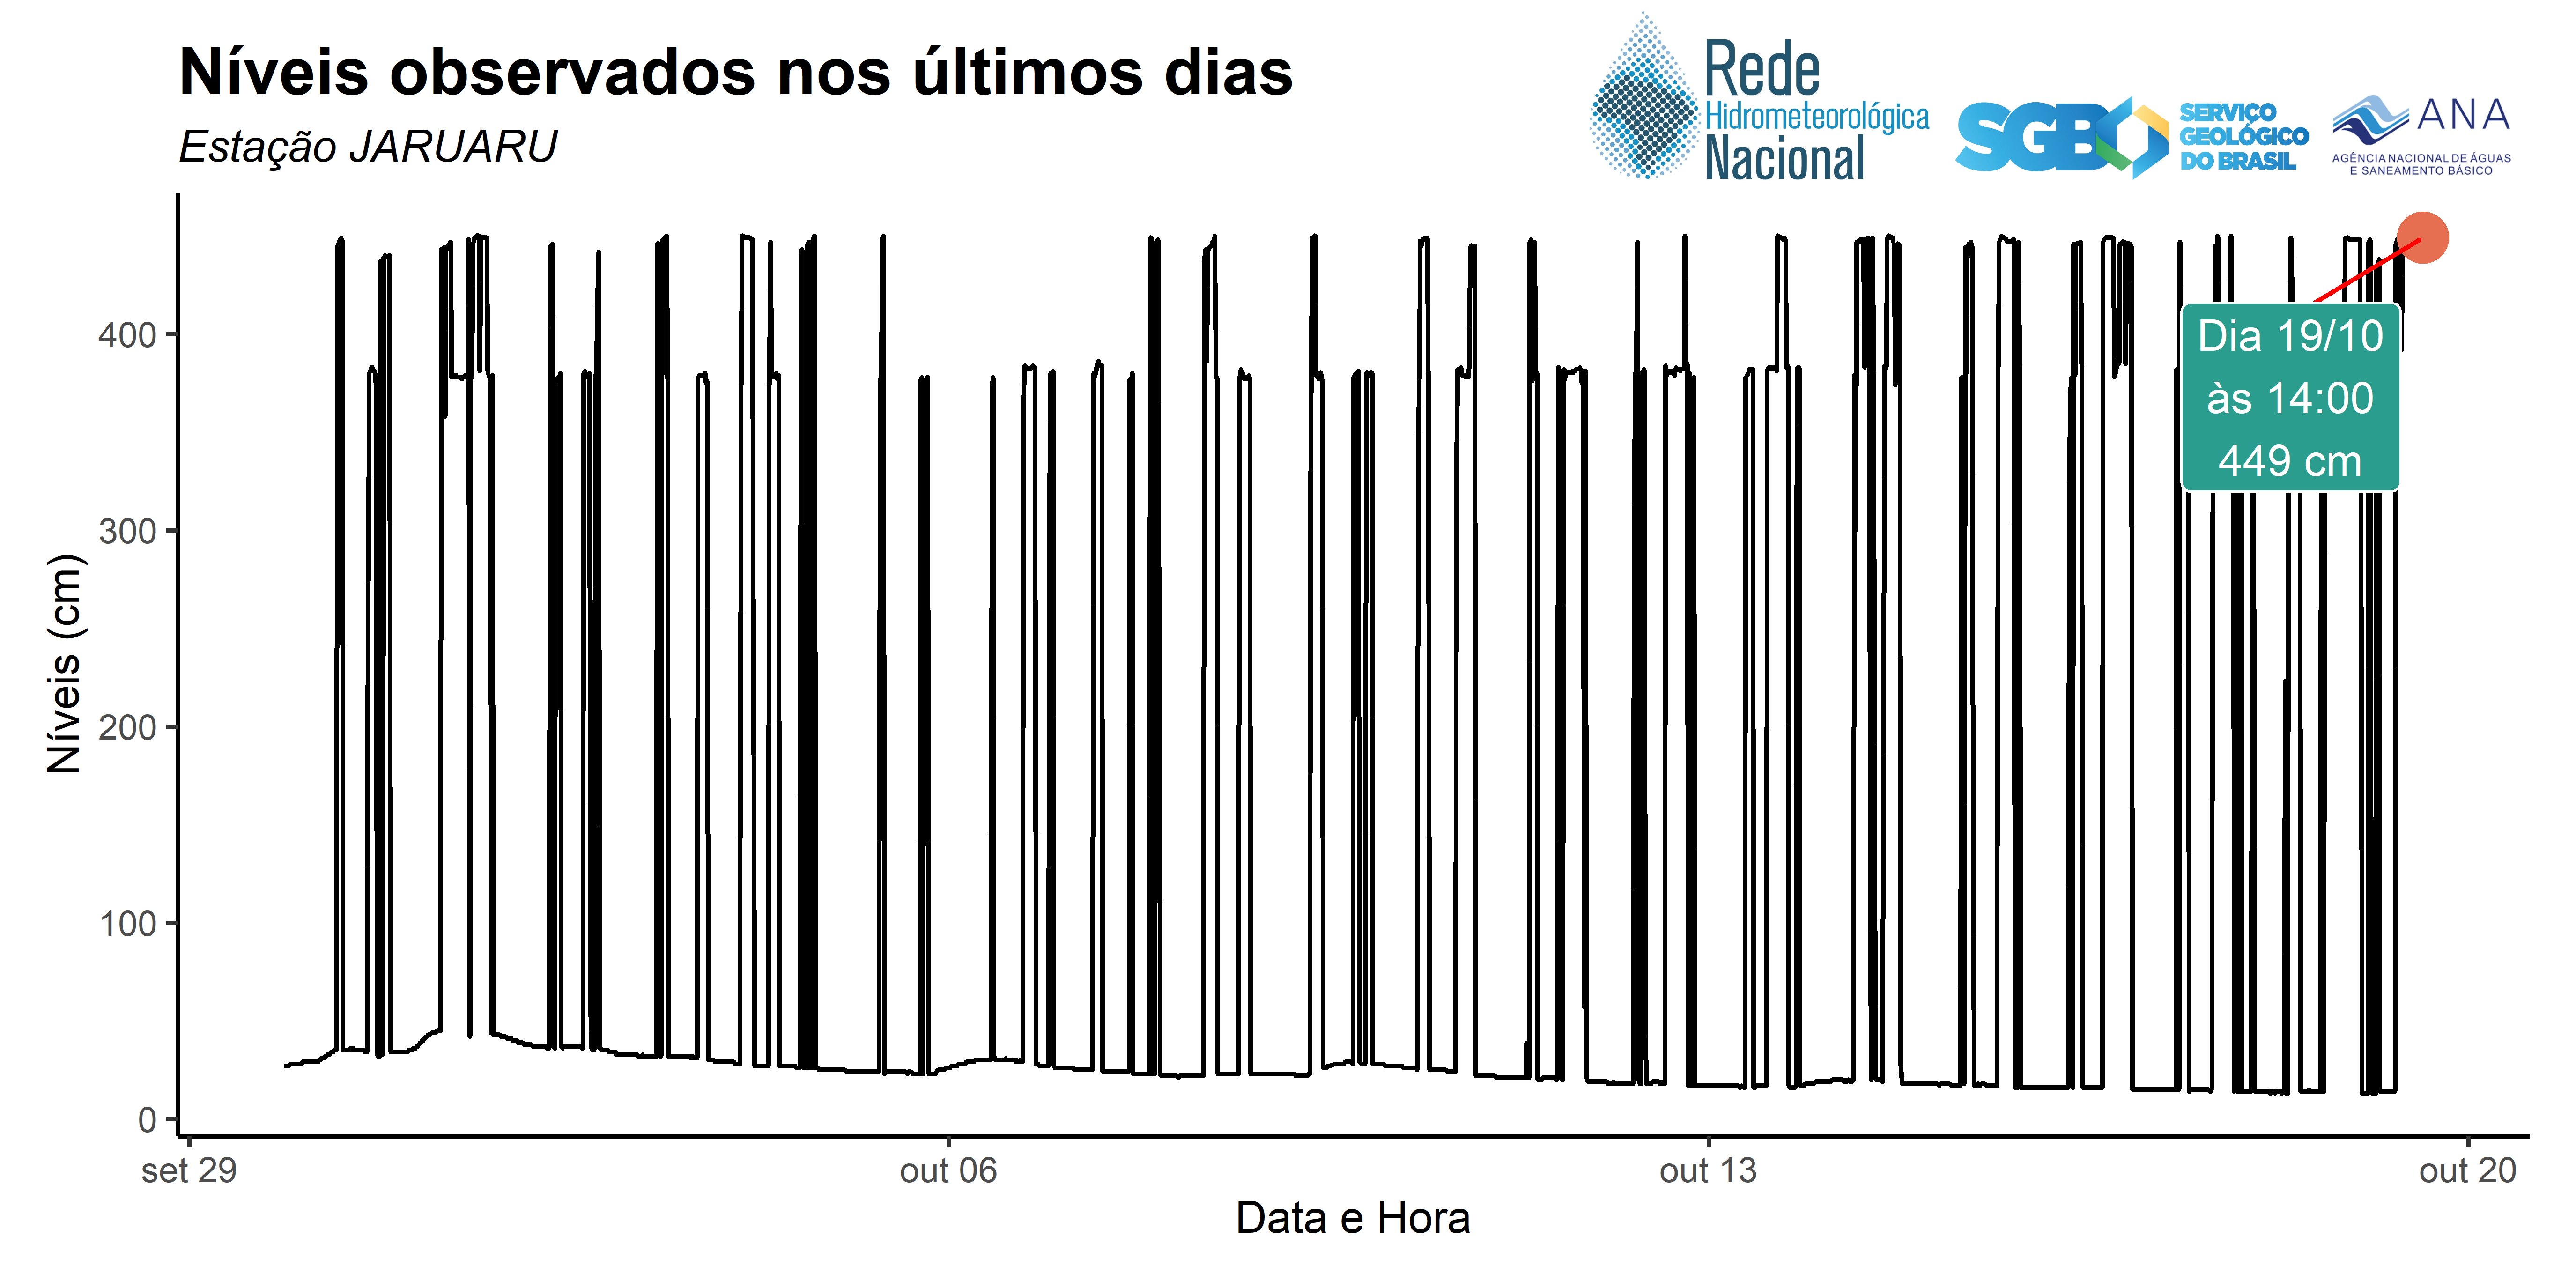 Níveis observados nos últimos dias
Estação JARUARU
Rede
Hidrometeorológica
Nacional
SGB
SERVIÇO
GEOLÓGICO
DO BRASIL
ANA
AGÊNCIA NACIONAL DE ÁGUAS
E SANEAMENTO BÁSICO
Níveis (cm)
400
300
200
100
0
Dia 19/10
às 14:00
449 cm
set 29
out 06
out 13
out 20
Data e Hora